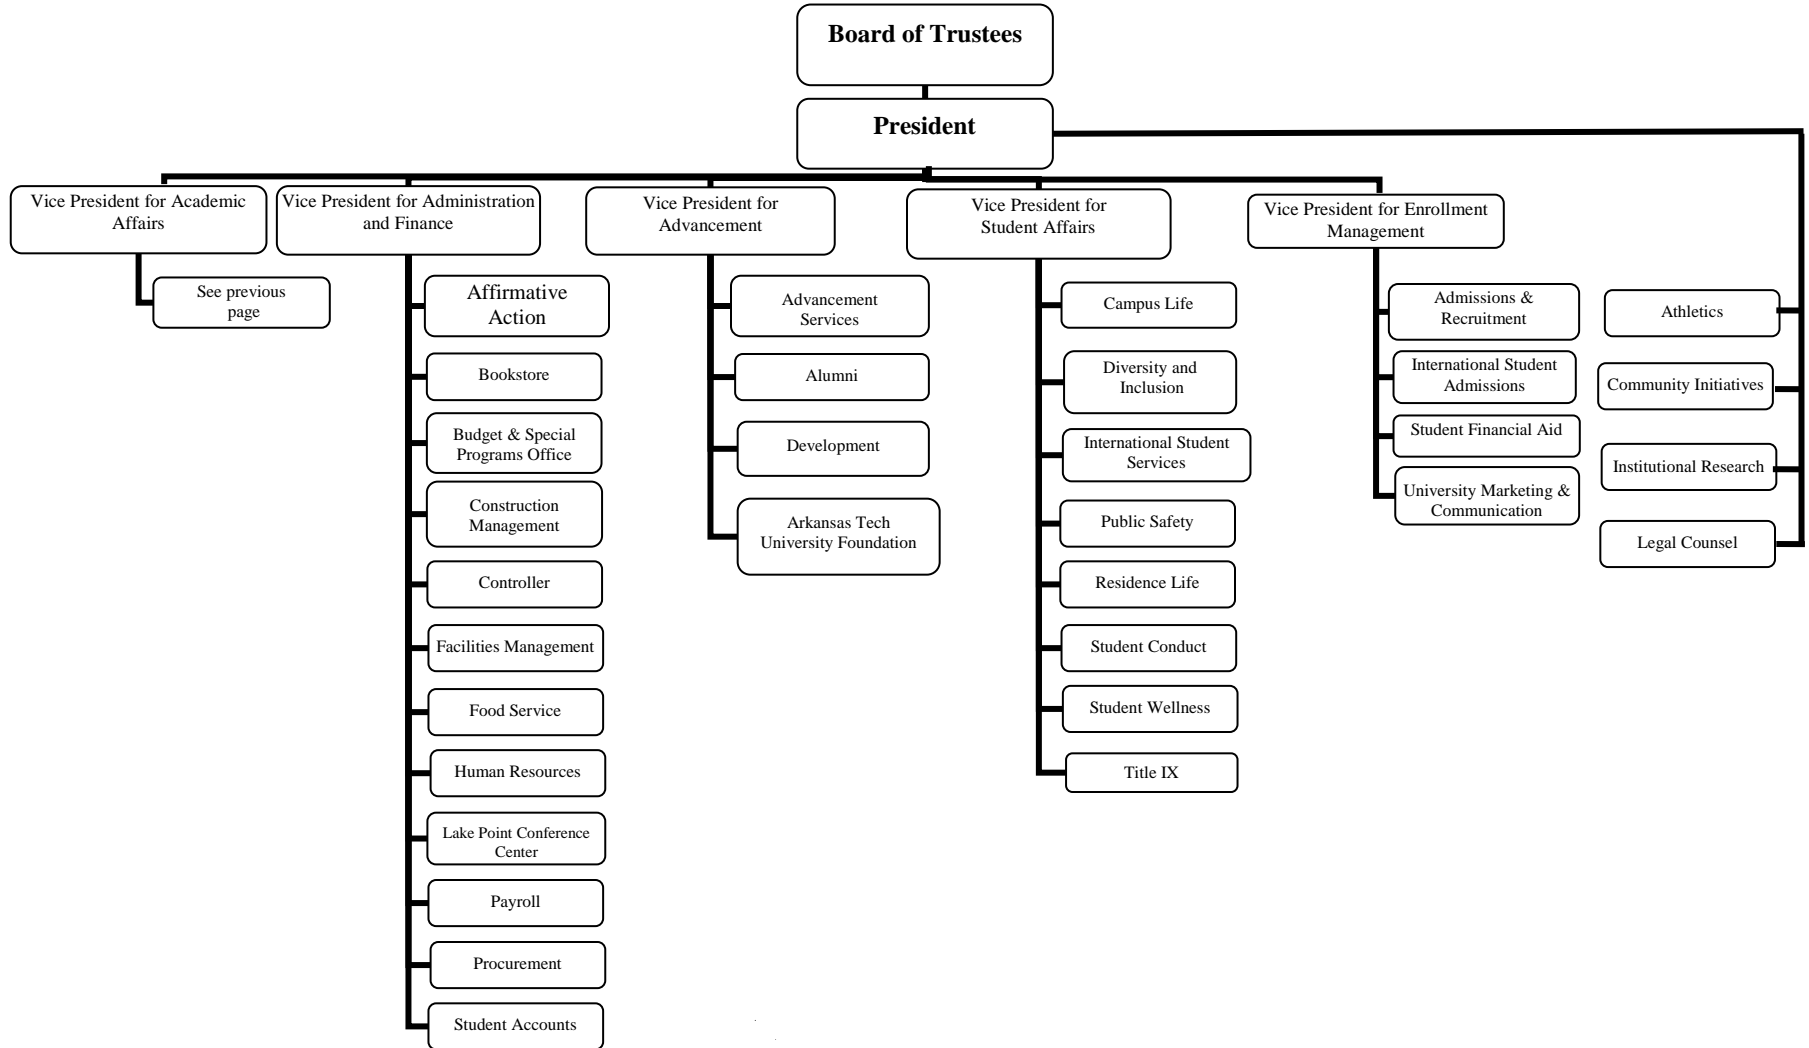 Board of Trustees
President
Vice President for Academic
Affairs
See previous
page
Vice President for Administration
and Finance
Affirmative
Action
Bookstore
Budget & Special
Programs Office
Construction
Management
Controller
Facilities Management
Food Service
Human Resources
Lake Point Conference
Center
Payroll
Procurement
Student Accounts
Vice President for
Advancement
Advancement
Services
Alumni
Development
Arkansas Tech
University Foundation
Vice President for
Student Affairs
Campus Life
Diversity and
Inclusion
International Student
Services
Public Safety
Residence Life
Student Conduct
Student Wellness
Title IX
Vice President for Enrollment
Management
Admissions &
Recruitment
International Student
Admissions
Student Financial Aid
University Marketing &
Communication
Athletics
Community Initiatives
Institutional Research
Legal Counsel